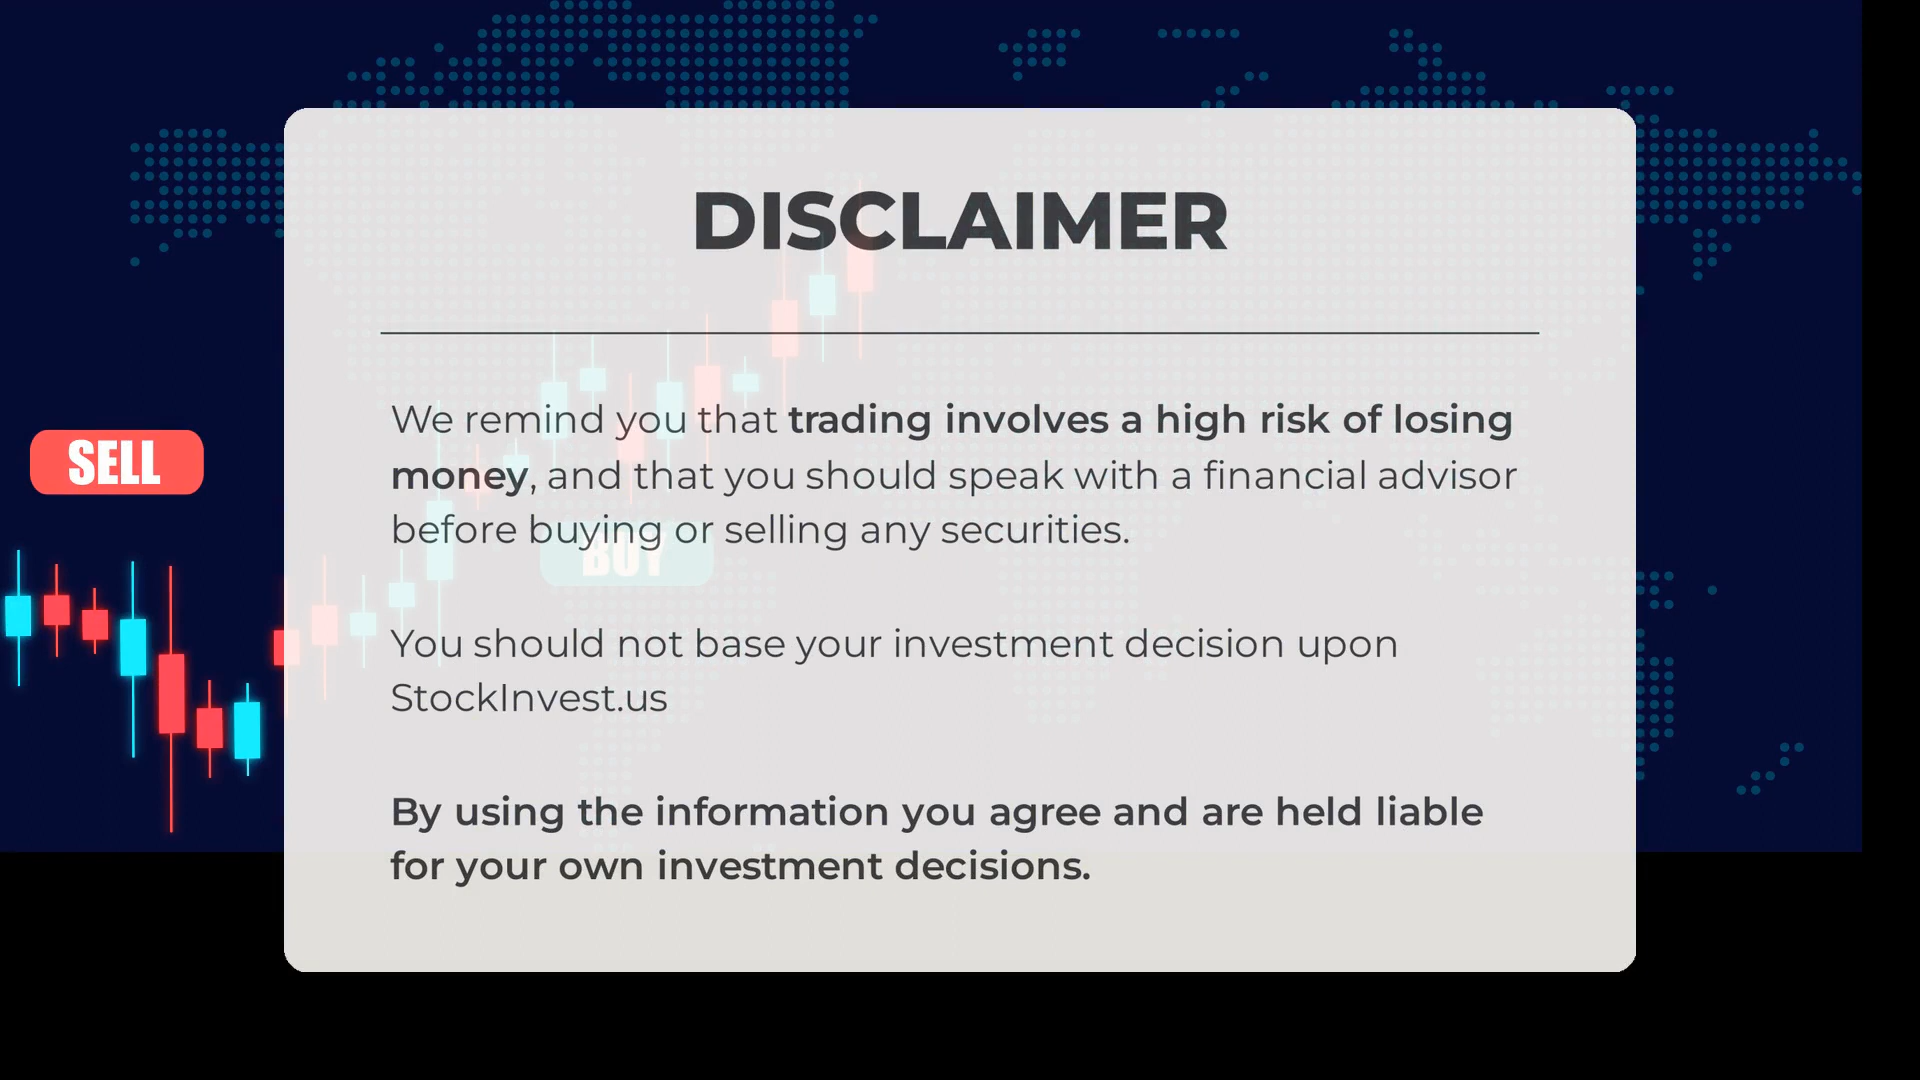 DISCLAIMER
We remind you that trading involves a high risk of losing
money, and that you should speak with a financial advisor
before buying or selling any securities.
SELL
BUY
You should not base your investment decision upon
StockInvest.us
By using the information you agree and are held liable
for your own investment decisions.